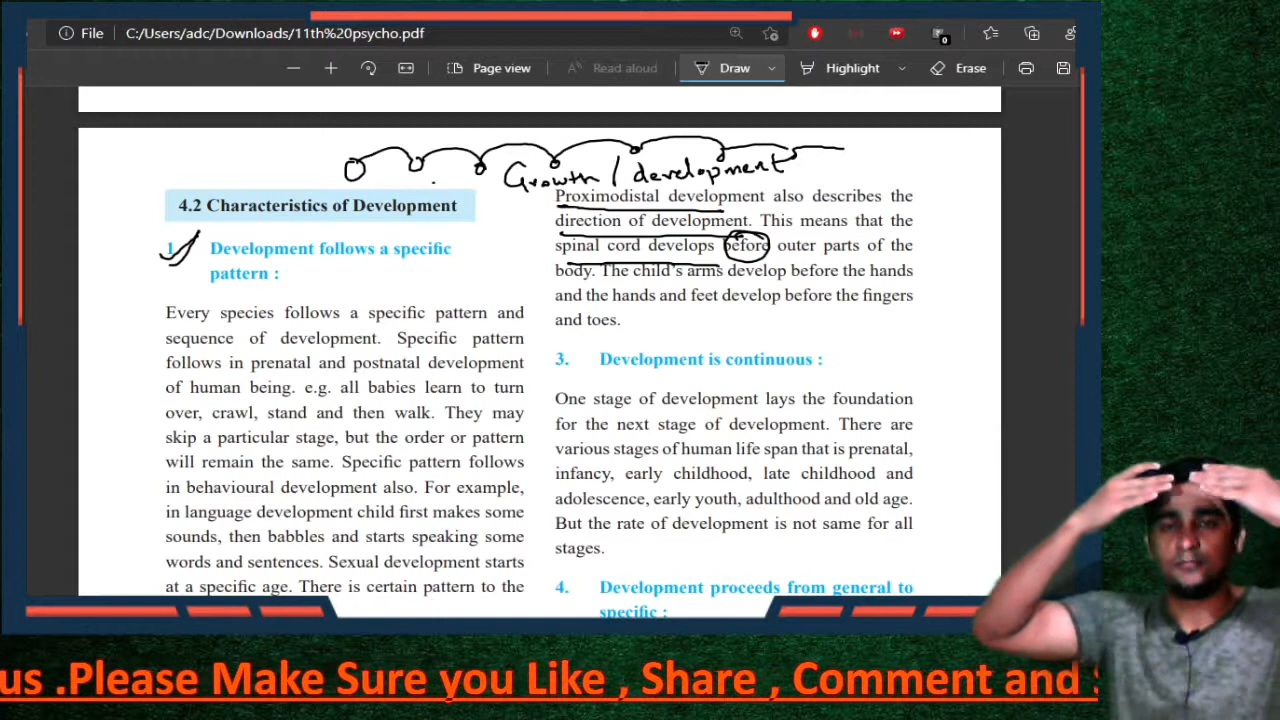 File
C:/Users/adc/Downloads/11th%20psycho.pdf
0
Page view
Read aloud
Draw
Highlight
Erase
Growth / development
4.2 Characteristics of Development
1
Development follows a specific
pattern :
Every species follows a specific pattern and
sequence of development. Specific pattern
follows in prenatal and postnatal development
of human being. e.g. all babies learn to turn
over, crawl, stand and then walk. They may
skip a particular stage, but the order or pattern
will remain the same. Specific pattern follows
in behavioural development also. For example,
in language development child first makes some
sounds, then babbles and starts speaking some
words and sentences. Sexual development starts
at a specific age. There is certain pattern to the
Proximodistal development also describes the
direction of development. This means that the
spinal cord develops before outer parts of the
body. The child's arms develop before the hands
and the hands and feet develop before the fingers
and toes.
3. Development is continuous :
One stage of development lays the foundation
for the next stage of development. There are
various stages of human life span that is prenatal,
infancy, early childhood, late childhood and
adolescence, early youth, adulthood and old age.
But the rate of development is not same for all
stages.
4. Development proceeds from general to
specific :
us .Please Make Sure you Like , Share , Comment and S